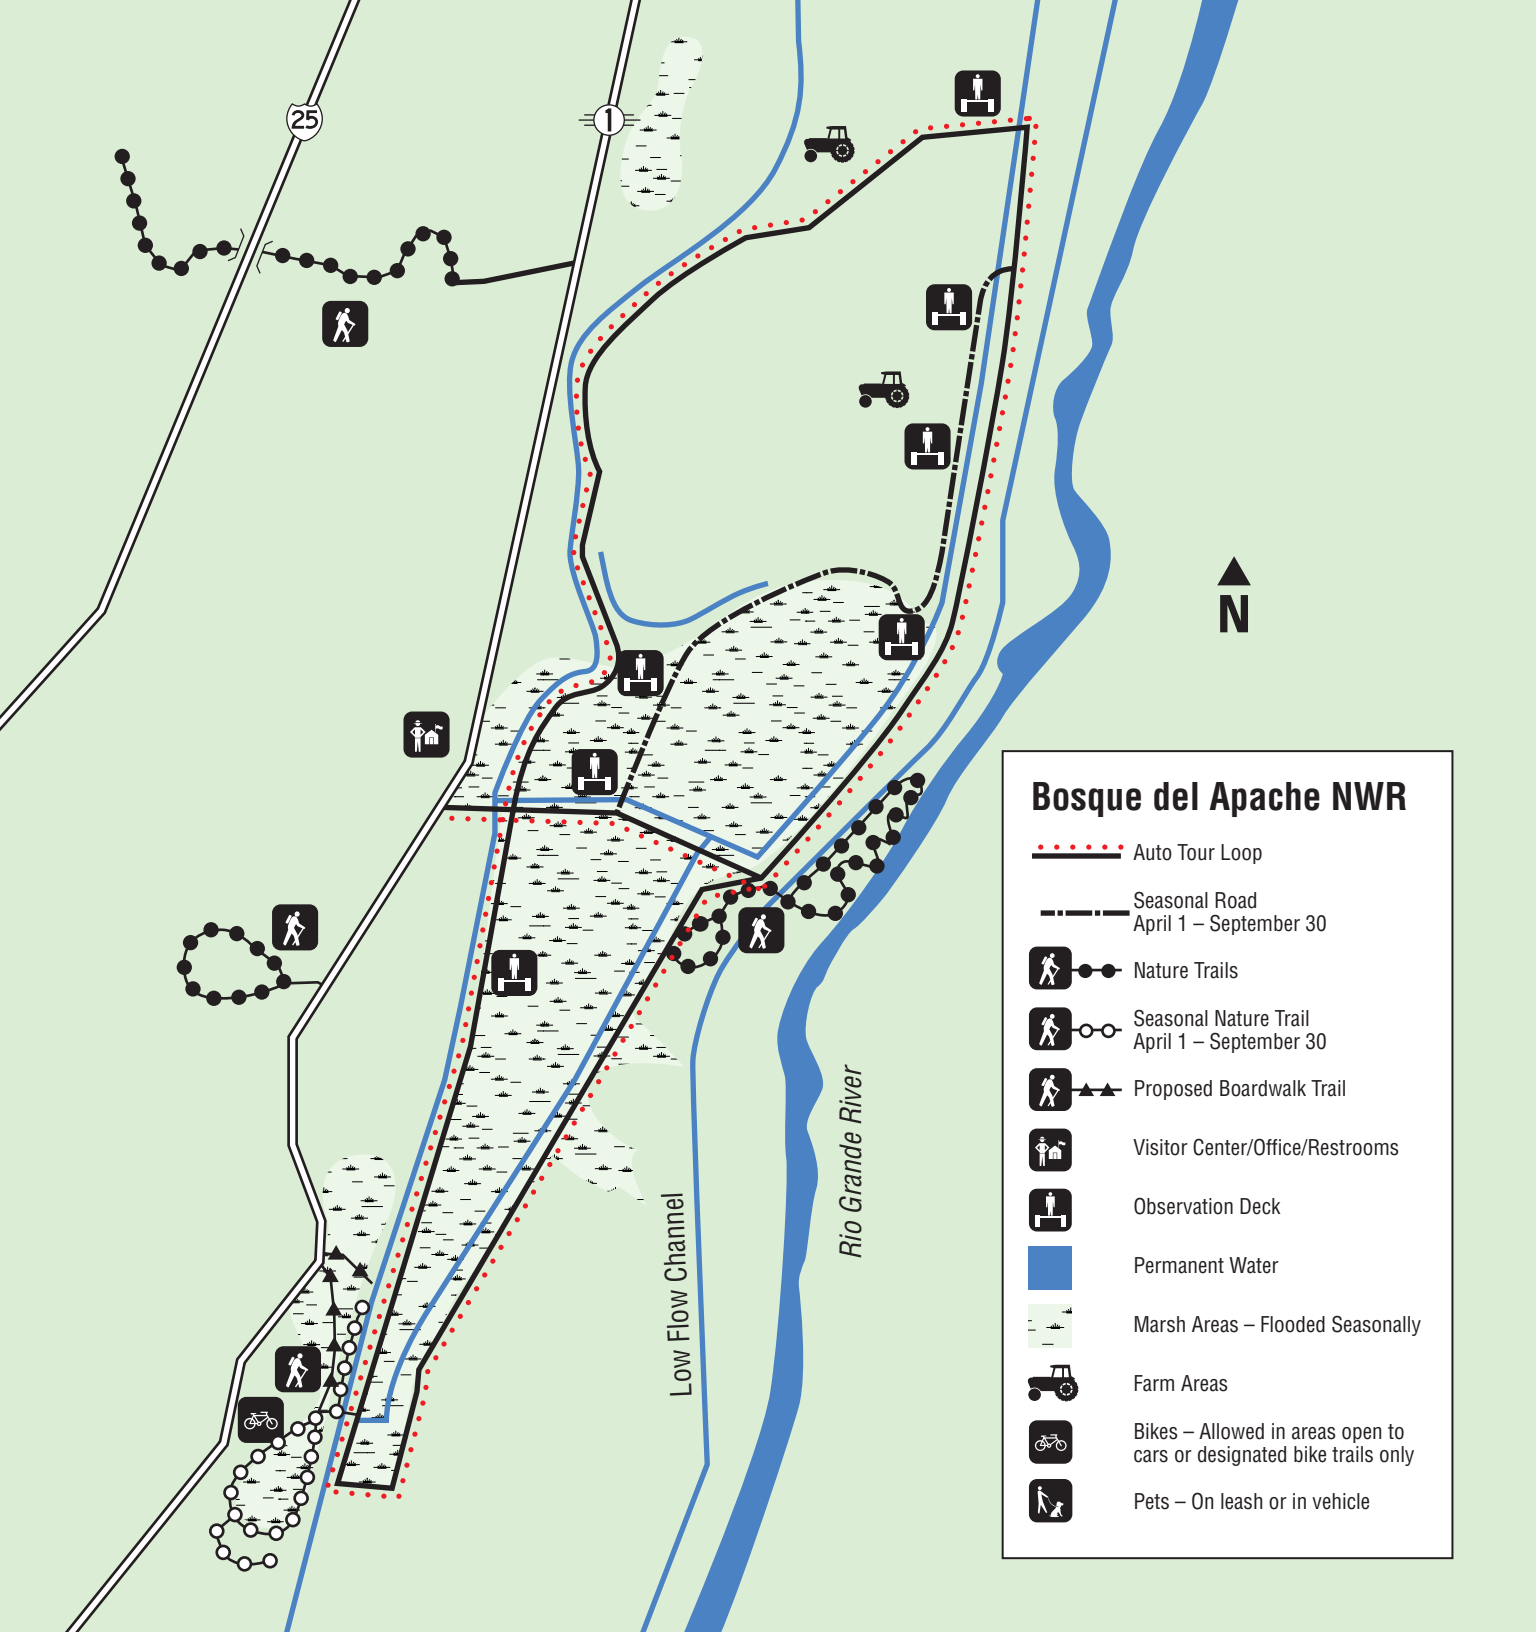 25
1
N
Bosque del Apache NWR
Auto Tour Loop
Seasonal Road
April 1 – September 30
Nature Trails
Seasonal Nature Trail
April 1 – September 30
Proposed Boardwalk Trail
Visitor Center/Office/Restrooms
Observation Deck
Permanent Water
Marsh Areas – Flooded Seasonally
Farm Areas
Bikes – Allowed in areas open to
cars or designated bike trails only
Pets – On leash or in vehicle
Rio Grande River
Low Flow Channel